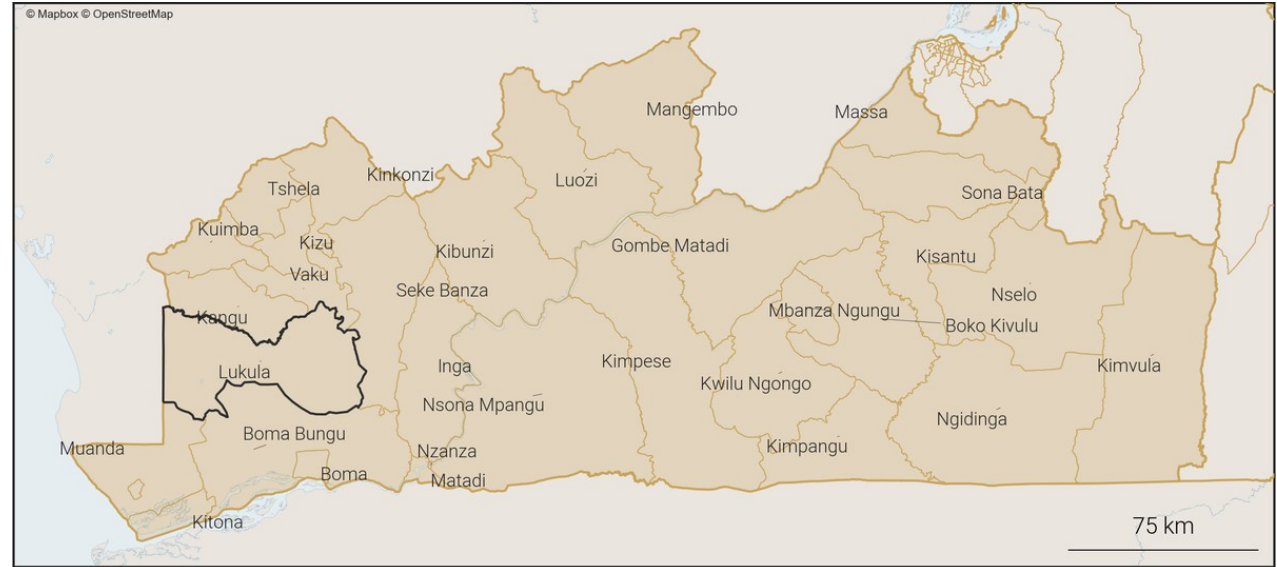 © Mapbox © OpenStreetMap
Mangembo
Massa
Kinkonzi
Luozi
Tshela
Sona Bata
Kuimba
Kizu
Gombe Matadi
Kibunzi
Kisantu
Vaku
Seke Banza
Nselo
Kangu
Mbanza Ngungu
Boko Kivulu
Inga
Kimpese
Kimvula
Lukula
Kwilu Ngongo
Nsona Mpangu
Ngidinga
Boma Bungu
Muanda
Nzanza
Kimpangu
Boma
Matadi
Kitona
75 km